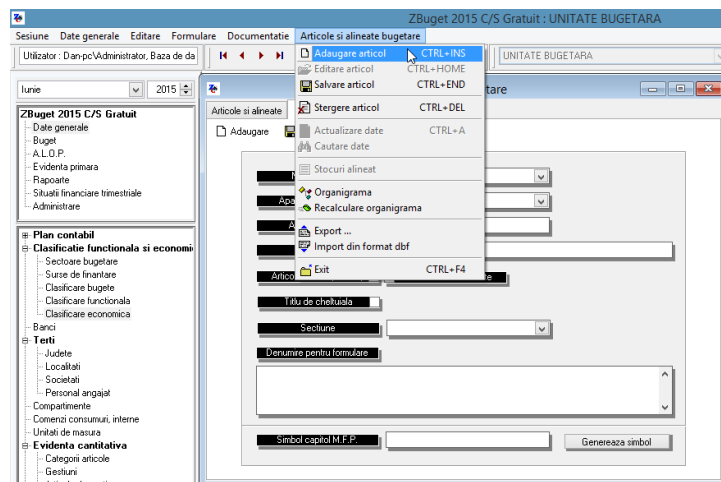 ZBuget 2015 C/S Gratuit : UNITATE BUGETARA
Sesiune Date generale Editare Formulare Documentatie Articole si alineate bugetare
Utilizator : Dan-pc\Administrator, Baza de da
UNITATE BUGETARA
Iunie 2015
ZBuget 2015 C/S Gratuit
Date generale
Buget
A.L.O.P.
Evidenta primara
Rapoarte
Situatii financiare trimestriale
Administrare
Plan contabil
Clasificatie functionala si economi
Sectoare bugetare
Surse de finantare
Clasificare bugete
Clasificare functionala
Clasificare economica
Banci
Terti
Judete
Localitati
Societati
Personal angajat
Compartimente
Comenzi consumuri, interne
Unitati de masura
Evidenta cantitativa
Categorii articole
Gestiuni
Adaugare articol CTRL+INS
Editare articol CTRL+HOME
Salvare articol CTRL+END
Stergere articol CTRL+DEL
Actualizare date CTRL+A
Cautare date
Stocuri alineat
Organigrama
Recalculare organigrama
Export ...
Import din format dbf
Exit CTRL+F4
tare
Articole si alineate
Adaugare
N
Apa
A
Artico
e
Titlu de cheltuiala
Sectiune
Denumire pentru formulare
Simbol capitol M.F.P.
Genereaza simbol